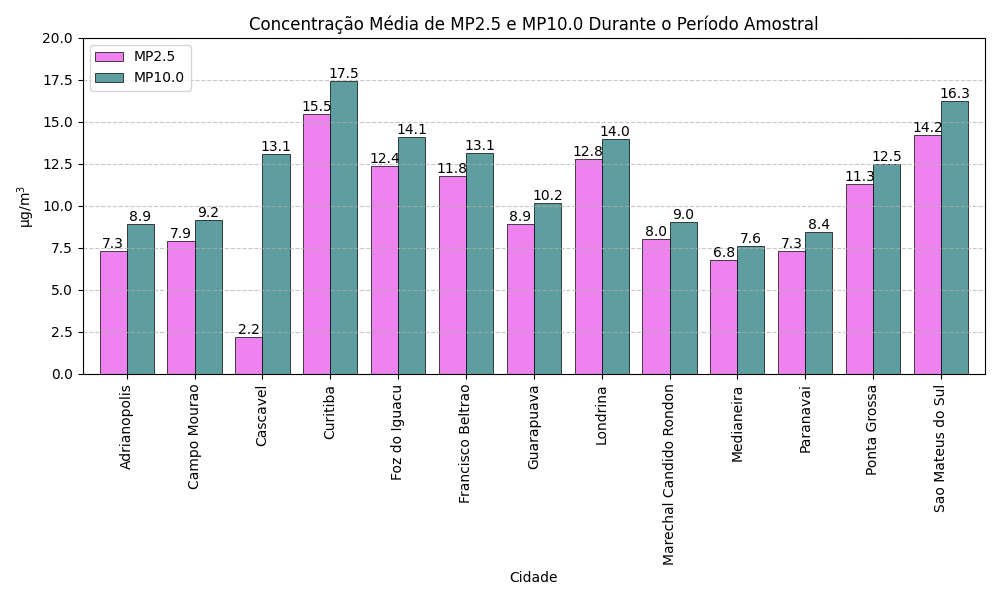 Concentração Média de MP2.5 e MP10.0 Durante o Período Amostral
MP2.5
MP10.0
µg/m³
20.0
17.5
15.0
12.5
10.0
7.5
5.0
2.5
0.0
7.3 8.9
7.9 9.2
2.2 13.1
15.5 17.5
12.4 14.1
11.8 13.1
8.9 10.2
12.8 14.0
8.0 9.0
6.8 7.6
7.3 8.4
11.3 12.5
14.2 16.3
Adrianopolis
Campo Mourao
Cascavel
Curitiba
Foz do Iguacu
Francisco Beltrao
Guarapuava
Londrina
Marechal Candido Rondon
Medianeira
Paranavai
Ponta Grossa
Sao Mateus do Sul
Cidade